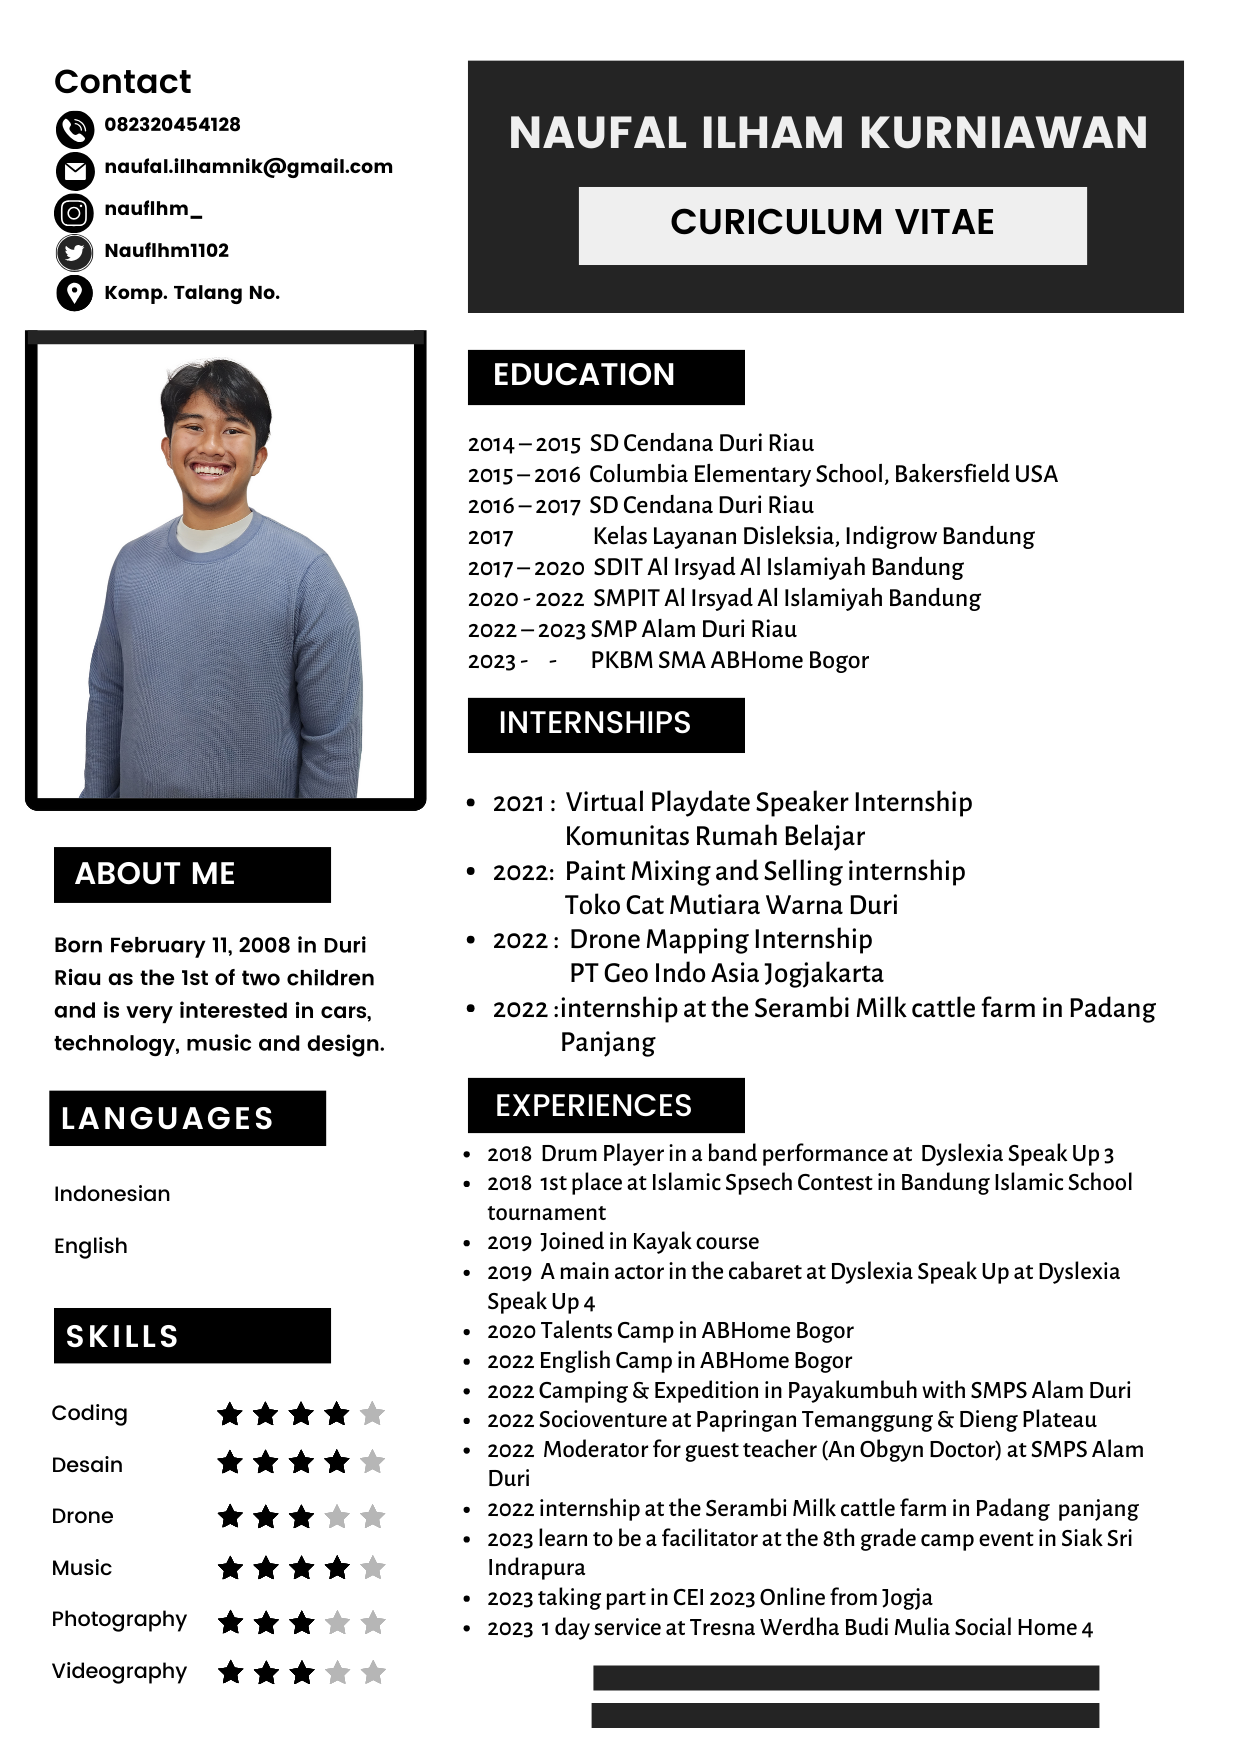 Contact
082320454128
naufal.ilhamnik@gmail.com
nauflhm_
Nauflhm1102
Komp. Talang No.
NAUFAL ILHAM KURNIAWAN
CURICULUM VITAE
ABOUT ME
Born February 11, 2008 in Duri
Riau as the 1st of two children
and is very interested in cars,
technology, music and design.
LANGUAGES
Indonesian
English
SKILLS
Coding
Desain
Drone
Music
Photography
Videography
EDUCATION
2014 – 2015 SD Cendana Duri Riau
2015 – 2016 Columbia Elementary School, Bakersfield USA
2016 – 2017 SD Cendana Duri Riau
2017 Kelas Layanan Disleksia, Indigrow Bandung
2017 – 2020 SDIT Al Irsyad Al Islamiyah Bandung
2020 - 2022 SMPIT Al Irsyad Al Islamiyah Bandung
2022 – 2023 SMP Alam Duri Riau
2023 - - PKBM SMA ABHome Bogor
INTERNSHIPS
• 2021 : Virtual Playdate Speaker Internship
Komunitas Rumah Belajar
• 2022: Paint Mixing and Selling internship
Toko Cat Mutiara Warna Duri
• 2022 : Drone Mapping Internship
PT Geo Indo Asia Jogjakarta
• 2022 :internship at the Serambi Milk cattle farm in Padang
Panjang
EXPERIENCES
• 2018 Drum Player in a band performance at Dyslexia Speak Up 3
• 2018 1st place at Islamic Spsech Contest in Bandung Islamic School
tournament
• 2019 Joined in Kayak course
• 2019 A main actor in the cabaret at Dyslexia Speak Up at Dyslexia
Speak Up 4
• 2020 Talents Camp in ABHome Bogor
• 2022 English Camp in ABHome Bogor
• 2022 Camping & Expedition in Payakumbuh with SMPS Alam Duri
• 2022 Socioventure at Papringan Temanggung & Dieng Plateau
• 2022 Moderator for guest teacher (An Obgyn Doctor) at SMPS Alam
Duri
• 2022 internship at the Serambi Milk cattle farm in Padang panjang
• 2023 learn to be a facilitator at the 8th grade camp event in Siak Sri
Indrapura
• 2023 taking part in CEI 2023 Online from Jogja
• 2023 1 day service at Tresna Werdha Budi Mulia Social Home 4